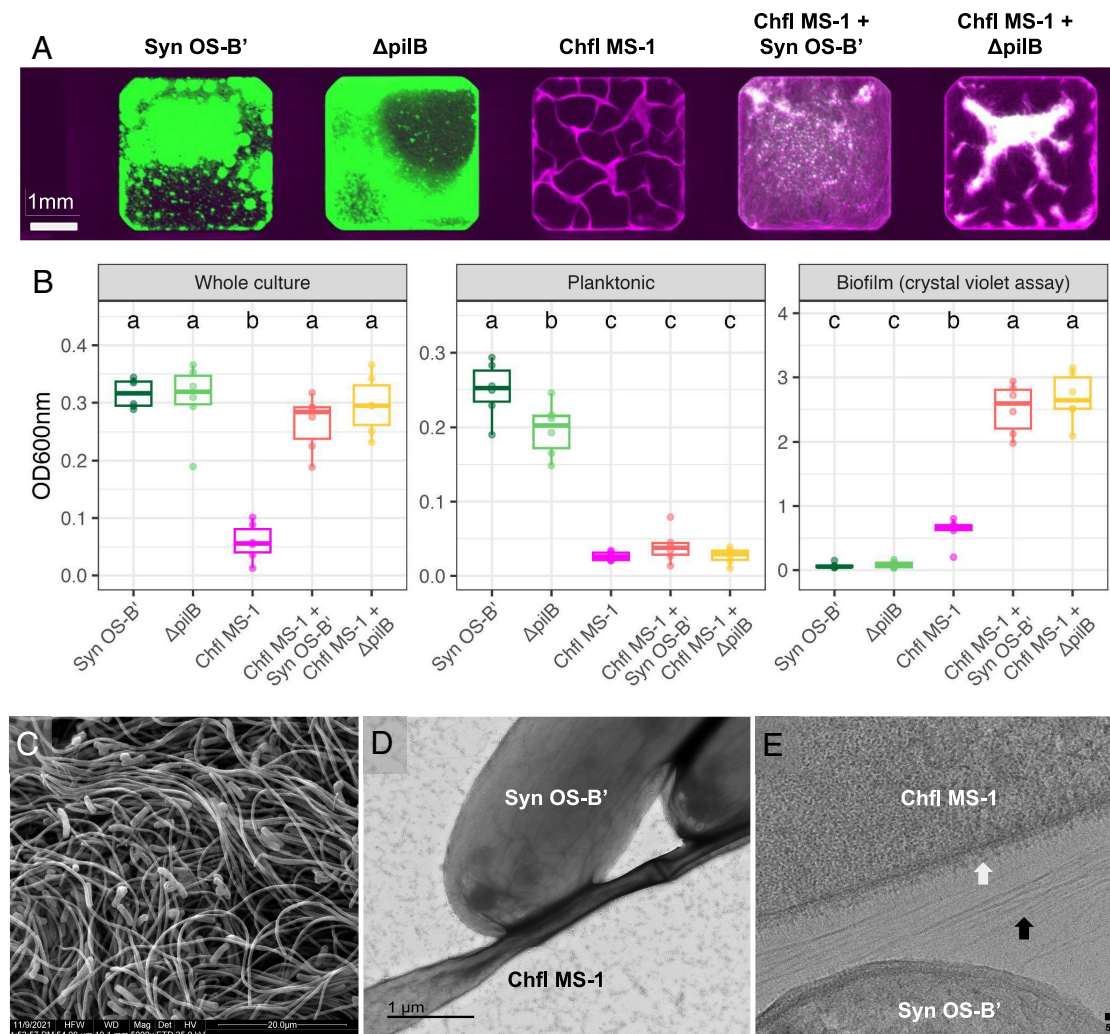 A
Syn OS-B’
ΔpilB
Chfl MS-1
Chfl MS-1 +
Syn OS-B’
Chfl MS-1 +
ΔpilB
1mm
B
Whole culture
Planktonic
Biofilm (crystal violet assay)
OD600nm
a a b a a
0.4
0.3
0.2
0.1
0.0
Syn OS-B'
ΔpilB
Chfl MS-1
Chfl MS-1 +
Syn OS-B'
Chfl MS-1 +
ΔpilB
a b c c c
0.3
0.2
0.1
0.0
Syn OS-B'
ΔpilB
Chfl MS-1
Chfl MS-1 +
Syn OS-B'
Chfl MS-1 +
ΔpilB
c c b a a
4
3
2
1
0
Syn OS-B'
ΔpilB
Chfl MS-1
Chfl MS-1 +
Syn OS-B'
Chfl MS-1 +
ΔpilB
C
11/9/2021 HFW WD Mag Det HV 20.0µm
D
Syn OS-B’
Chfl MS-1
1 µm
E
Chfl MS-1
Syn OS-B’